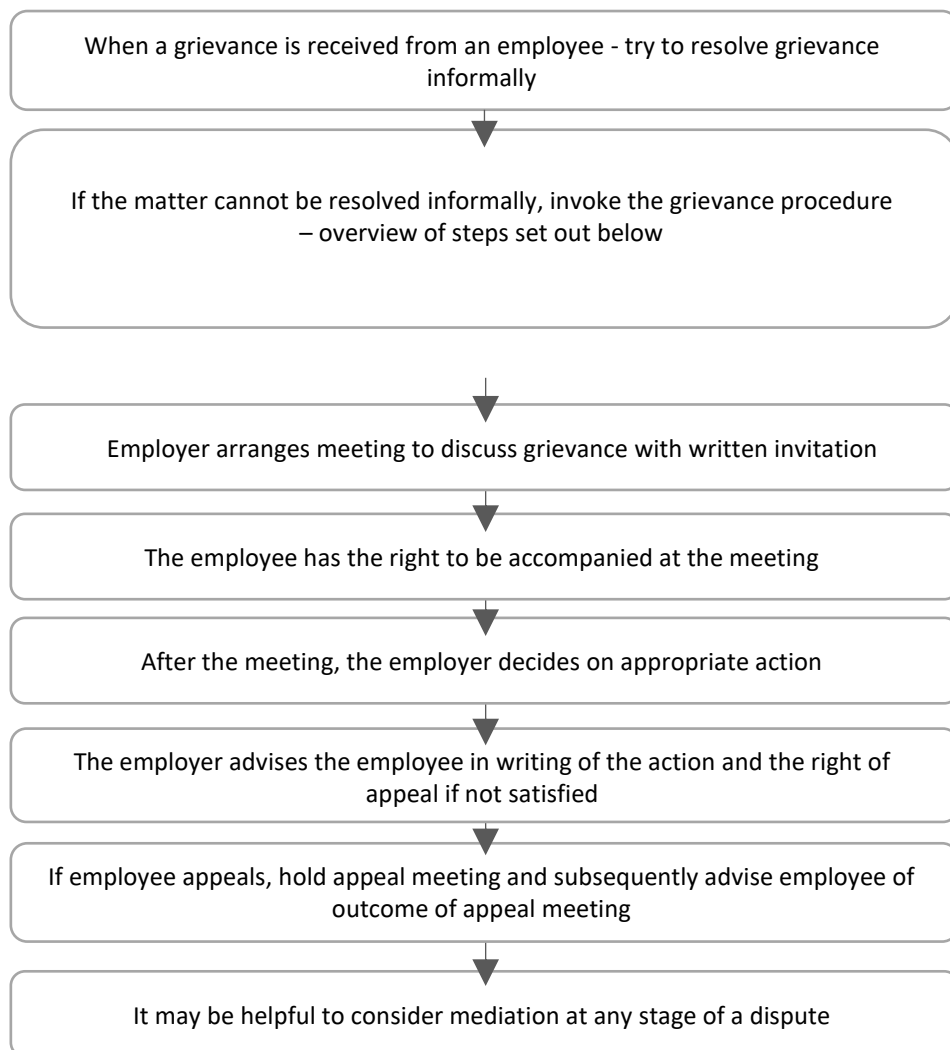 When a grievance is received from an employee - try to resolve grievance
informally
If the matter cannot be resolved informally, invoke the grievance procedure
– overview of steps set out below
Employer arranges meeting to discuss grievance with written invitation
The employee has the right to be accompanied at the meeting
After the meeting, the employer decides on appropriate action
The employer advises the employee in writing of the action and the right of
appeal if not satisfied
If employee appeals, hold appeal meeting and subsequently advise employee of
outcome of appeal meeting
It may be helpful to consider mediation at any stage of a dispute